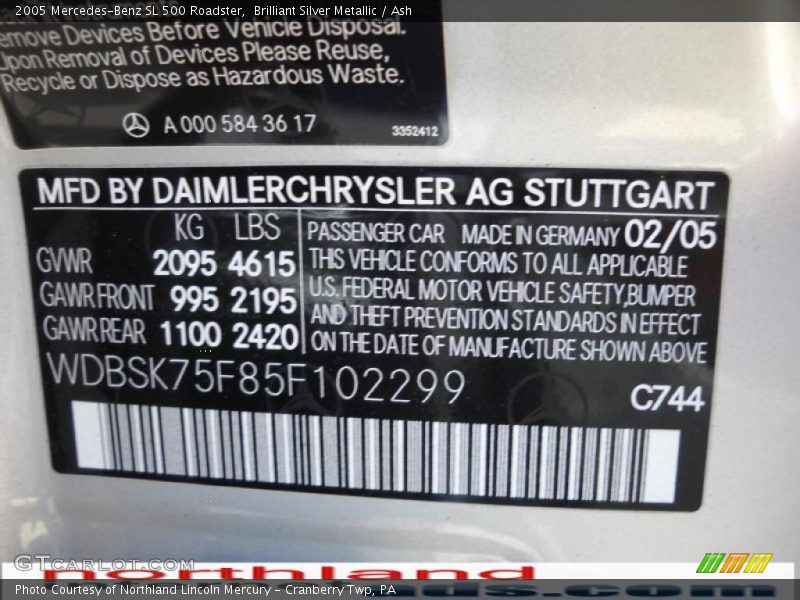 2005 Mercedes-Benz SL 500 Roadster, Brilliant Silver Metallic / Ash
emove Devices Before Vehicle Disposal.
Upon Removal of Devices Please Reuse,
Recycle or Dispose as Hazardous Waste.
A 000 584 36 17
3352412
MFD BY DAIMLERCHRYSLER AG STUTTGART
KG LBS
GVWR 2095 4615
GAWR FRONT 995 2195
GAWR REAR 1100 2420
PASSENGER CAR MADE IN GERMANY 02/05
THIS VEHICLE CONFORMS TO ALL APPLICABLE
U.S. FEDERAL MOTOR VEHICLE SAFETY,BUMPER
AND THEFT PREVENTION STANDARDS IN EFFECT
ON THE DATE OF MANUFACTURE SHOWN ABOVE
WDBSK75F85F102299
C744
GTcarlot.com
northland
Photo Courtesy of Northland Lincoln Mercury - Cranberry Twp, PA